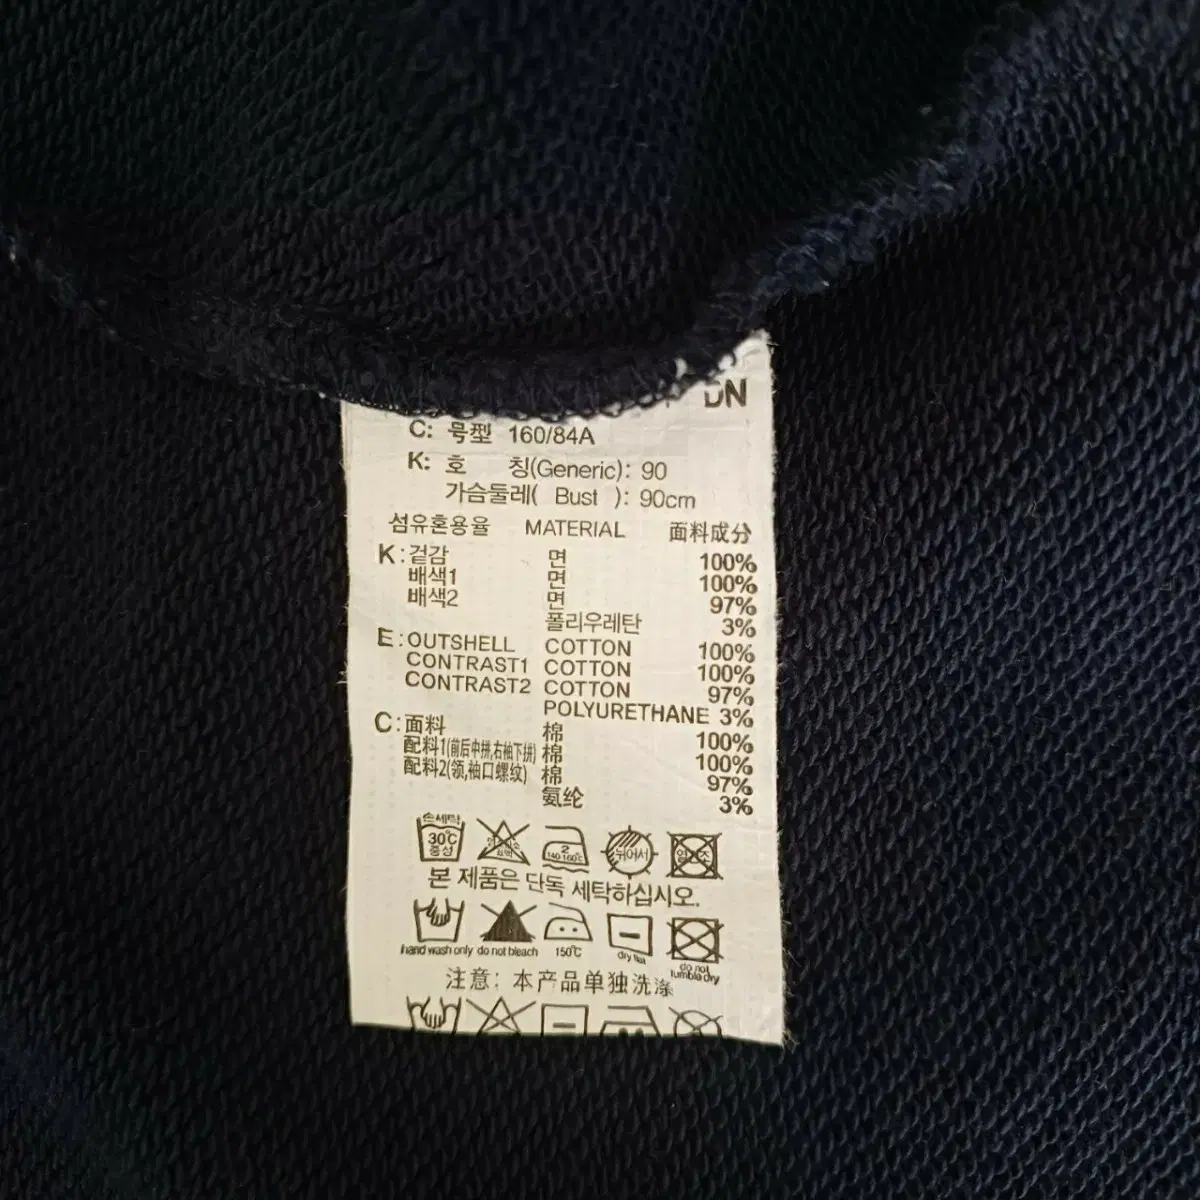 DN
C: 号型 160/84A
K: 호 칭(Generic): 90
가슴둘레( Bust ): 90cm
섬유혼용율 MATERIAL 面料成分
K: 겉감 면 100%
배색1 면 100%
배색2 면 97%
폴리우레탄 3%
E: OUTSHELL COTTON 100%
CONTRAST1 COTTON 100%
CONTRAST2 COTTON 97%
POLYURETHANE 3%
C: 面料 棉 100%
配料1(前后中拼,右袖下拼) 棉 100%
配料2(领,袖口螺纹) 棉 97%
氨纶 3%
손세탁 30℃ 중성 2 140-160℃ 뉘어서
본 제품은 단독 세탁하십시오.
hand wash only do not bleach 150℃ dry flat do not tumble dry
注意: 本产品单独洗涤